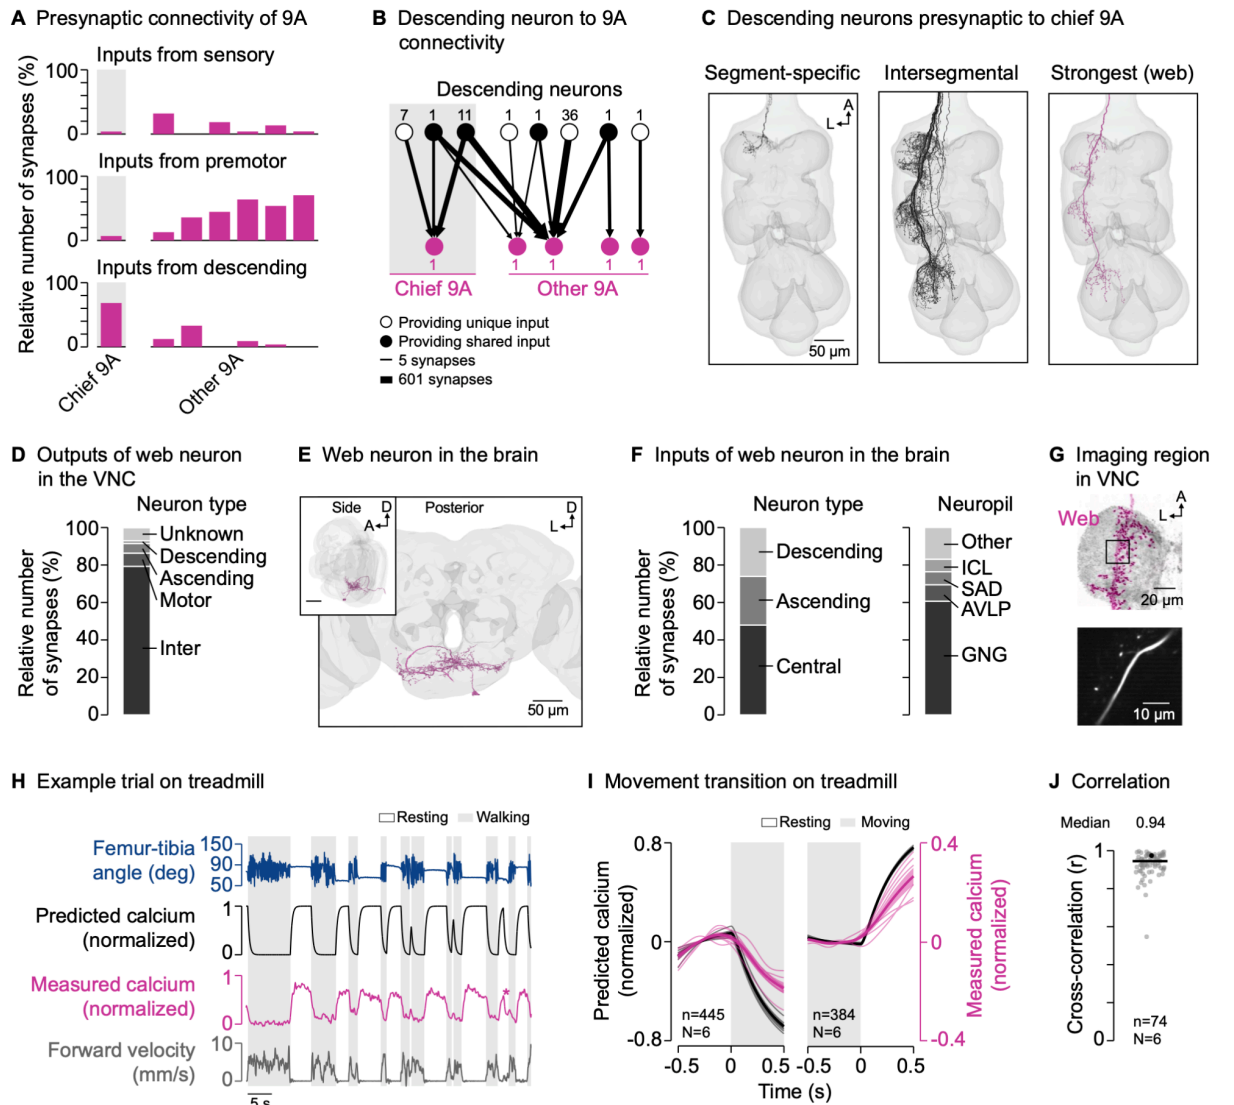 A Presynaptic connectivity of 9A
Inputs from sensory
100
0
Inputs from premotor
100
0
Inputs from descending
100
0
Relative number of synapses (%)
Chief 9A
Other 9A
B Descending neuron to 9A
connectivity
Descending neurons
7 1 11 1 1 36 1 1
1 1 1 1 1
Chief 9A Other 9A
Providing unique input
Providing shared input
5 synapses
601 synapses
C Descending neurons presynaptic to chief 9A
Segment-specific Intersegmental Strongest (web)
A
L
50 µm
D Outputs of web neuron
in the VNC
Neuron type
Relative number
of synapses (%)
100
80
60
40
20
0
Unknown
Descending
Ascending
Motor
Inter
E Web neuron in the brain
Side D
A
Posterior D
L
50 µm
F Inputs of web neuron in the brain
Neuron type
Relative number
of synapses (%)
100
80
60
40
20
0
Descending
Ascending
Central
Neuropil
Other
ICL
SAD
AVLP
GNG
G Imaging region
in VNC
Web
A
L
20 µm
10 µm
H Example trial on treadmill
Resting Walking
Femur-tibia
angle (deg)
150
90
50
Predicted calcium
(normalized)
1
0
Measured calcium
(normalized)
1
0
*
Forward velocity
(mm/s)
10
0
5 s
I Movement transition on treadmill
Resting Moving
Predicted calcium
(normalized)
0.8
0
-0.8
n=445
N=6
n=384
N=6
0.4
0
-0.4
Measured calcium
(normalized)
-0.5 0 0.5 -0.5 0 0.5
Time (s)
J Correlation
Median 0.94
Cross-correlation (r)
1
0
n=74
N=6